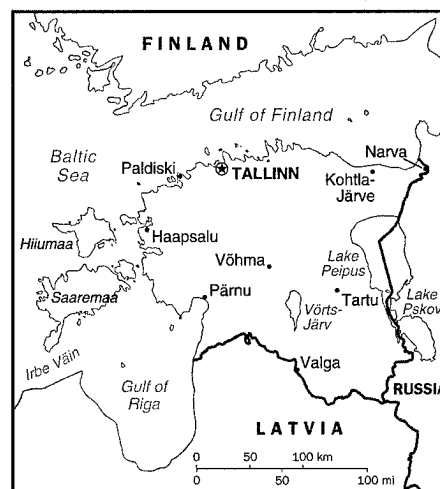 FINLAND
Gulf of Finland
Baltic
Sea
Paldiski
TALLINN
Narva
Kohtla-
Järve
Hiiumaa
Haapsalu
Võhma
Lake
Peipus
Saaremaa
Pärnu
Võrts-
Järv
Tartu
Lake
Pskov
Irbe Väin
Gulf of
Riga
Valga
RUSSIA
LATVIA
0 50 100 km
0 50 100 mi